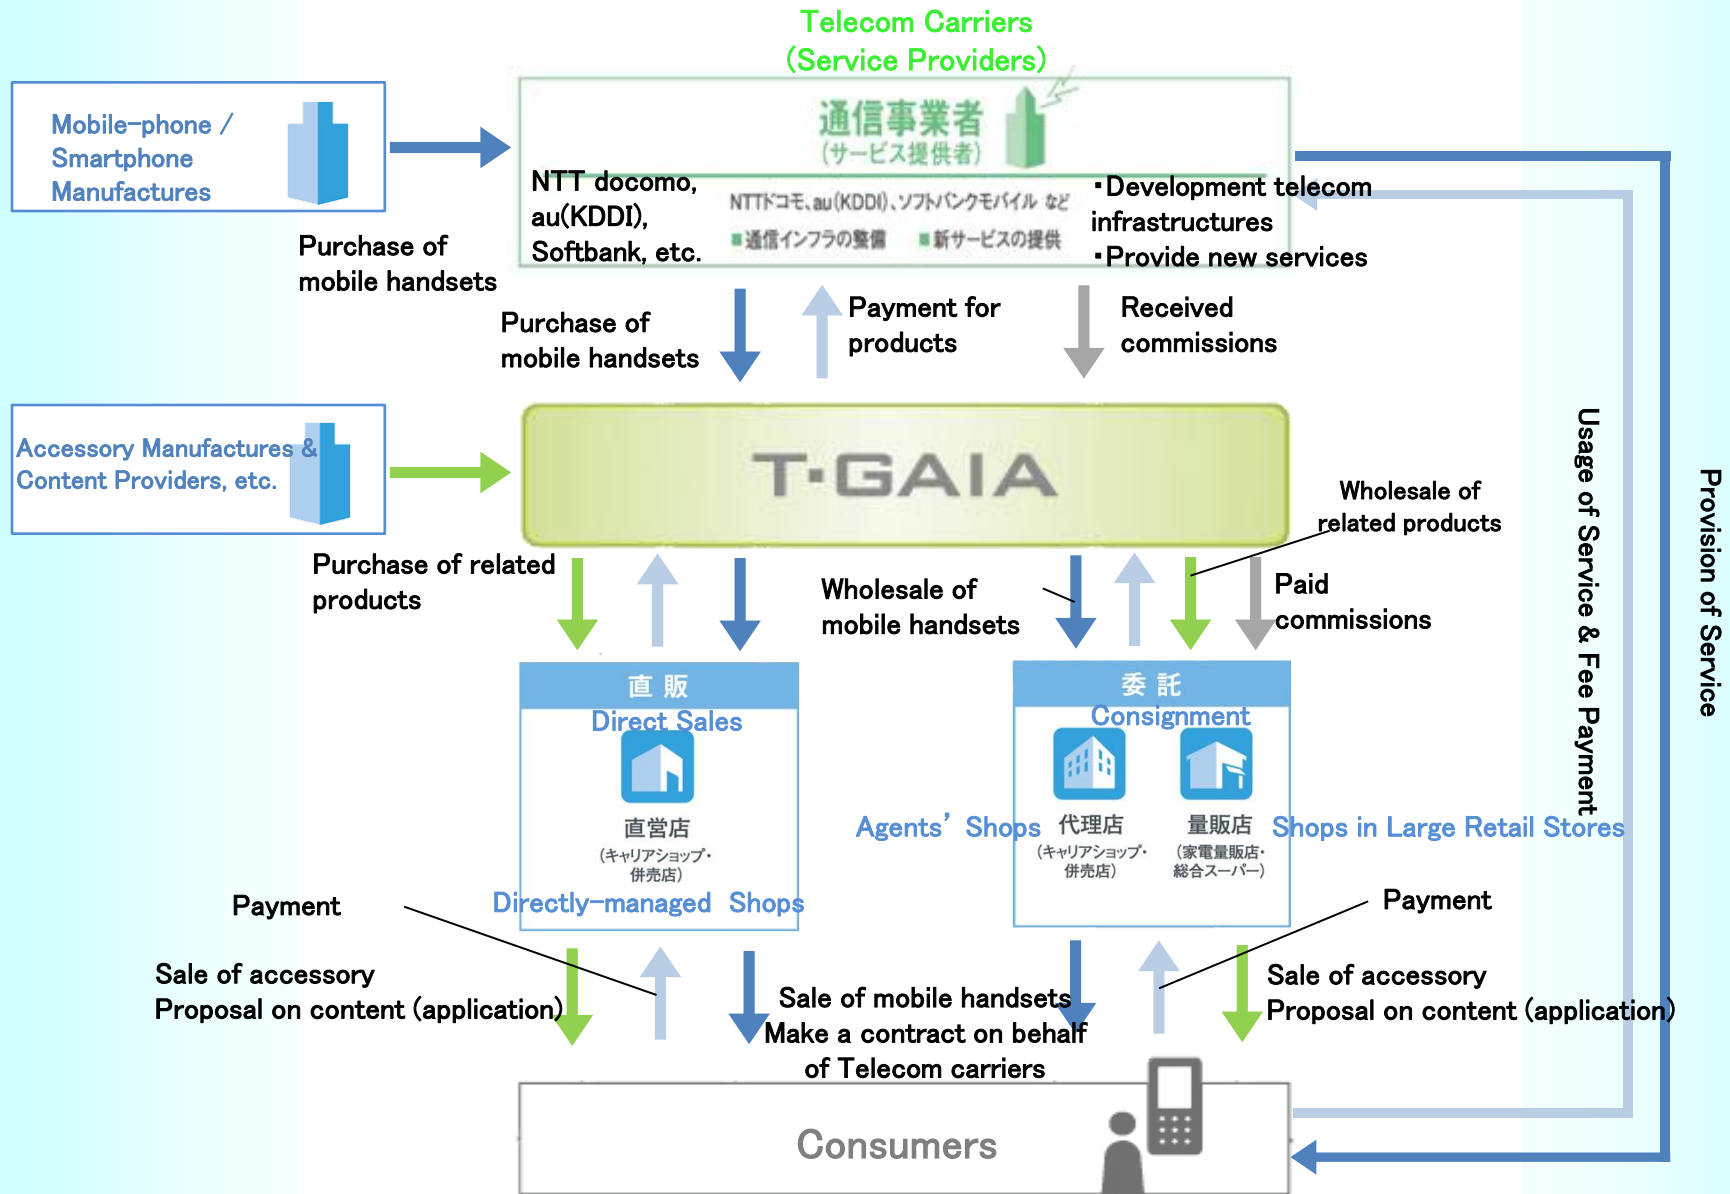 Telecom Carriers
(Service Providers)
Mobile-phone /
Smartphone
Manufactures
通信事業者
(サービス提供者)
NTT docomo,
au(KDDI),
Softbank, etc.
NTTドコモ、au(KDDI)、ソフトバンクモバイル など
■通信インフラの整備 ■新サービスの提供
・Development telecom
infrastructures
・Provide new services
Purchase of
mobile handsets
Purchase of
mobile handsets
Payment for
products
Received
commissions
Accessory Manufactures &
Content Providers, etc.
T・GAIA
Wholesale of
related products
Usage of Service & Fee Payment
Provision of Service
Purchase of related
products
Wholesale of
mobile handsets
Paid
commissions
直販
Direct Sales
直営店
(キャリアショップ・
併売店)
Directly-managed Shops
委託
Consignment
Agents’ Shops
代理店
(キャリアショップ・
併売店)
量販店
(家電量販店・
総合スーパー)
Shops in Large Retail Stores
Payment
Payment
Sale of accessory
Proposal on content (application)
Sale of mobile handsets
Make a contract on behalf
of Telecom carriers
Sale of accessory
Proposal on content (application)
Consumers